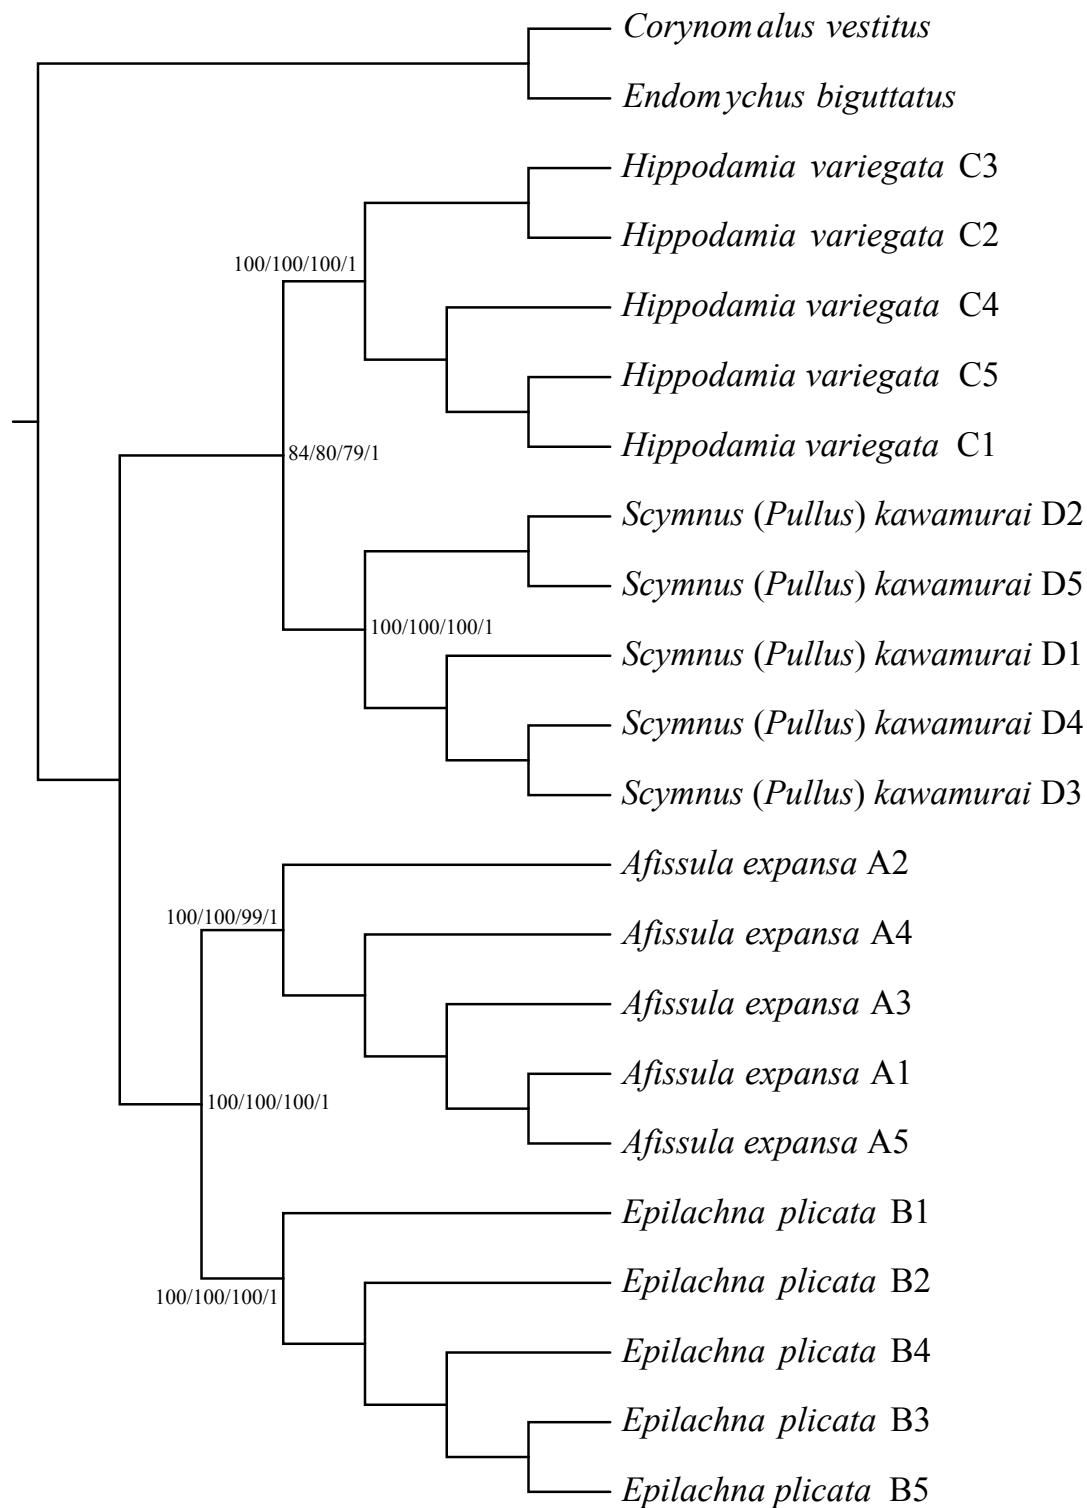 Corynomalus vestitus
Endomychus biguttatus
Hippodamia variegata C3
Hippodamia variegata C2
100/100/100/1
Hippodamia variegata C4
Hippodamia variegata C5
Hippodamia variegata C1
84/80/79/1
Scymnus (Pullus) kawamurai D2
Scymnus (Pullus) kawamurai D5
100/100/100/1
Scymnus (Pullus) kawamurai D1
Scymnus (Pullus) kawamurai D4
Scymnus (Pullus) kawamurai D3
Afissula expansa A2
100/100/99/1
Afissula expansa A4
Afissula expansa A3
Afissula expansa A1
100/100/100/1
Afissula expansa A5
Epilachna plicata B1
Epilachna plicata B2
100/100/100/1
Epilachna plicata B4
Epilachna plicata B3
Epilachna plicata B5